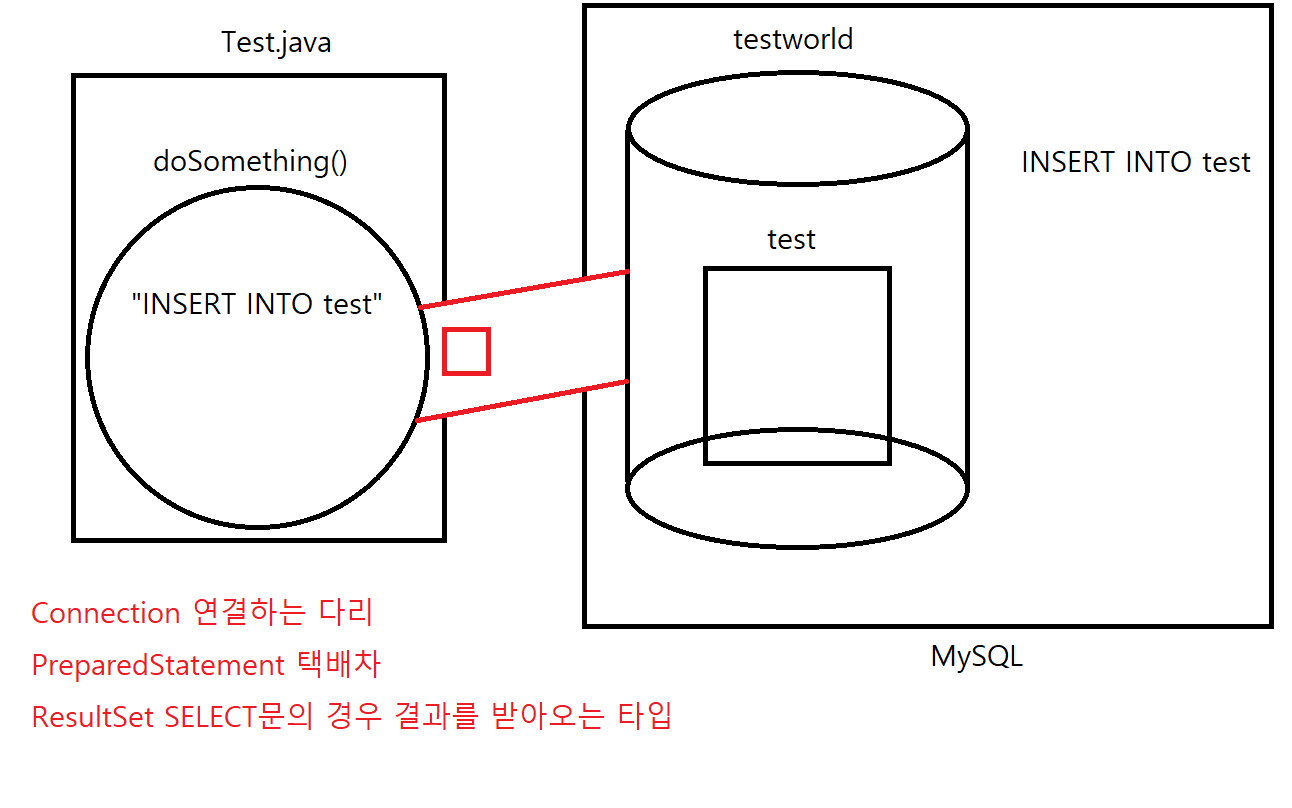 Test.java
testworld
doSomething()
INSERT INTO test
test
"INSERT INTO test"
Connection 연결하는 다리
MySQL
PreparedStatement 택배차
ResultSet SELECT문의 경우 결과를 받아오는 타입